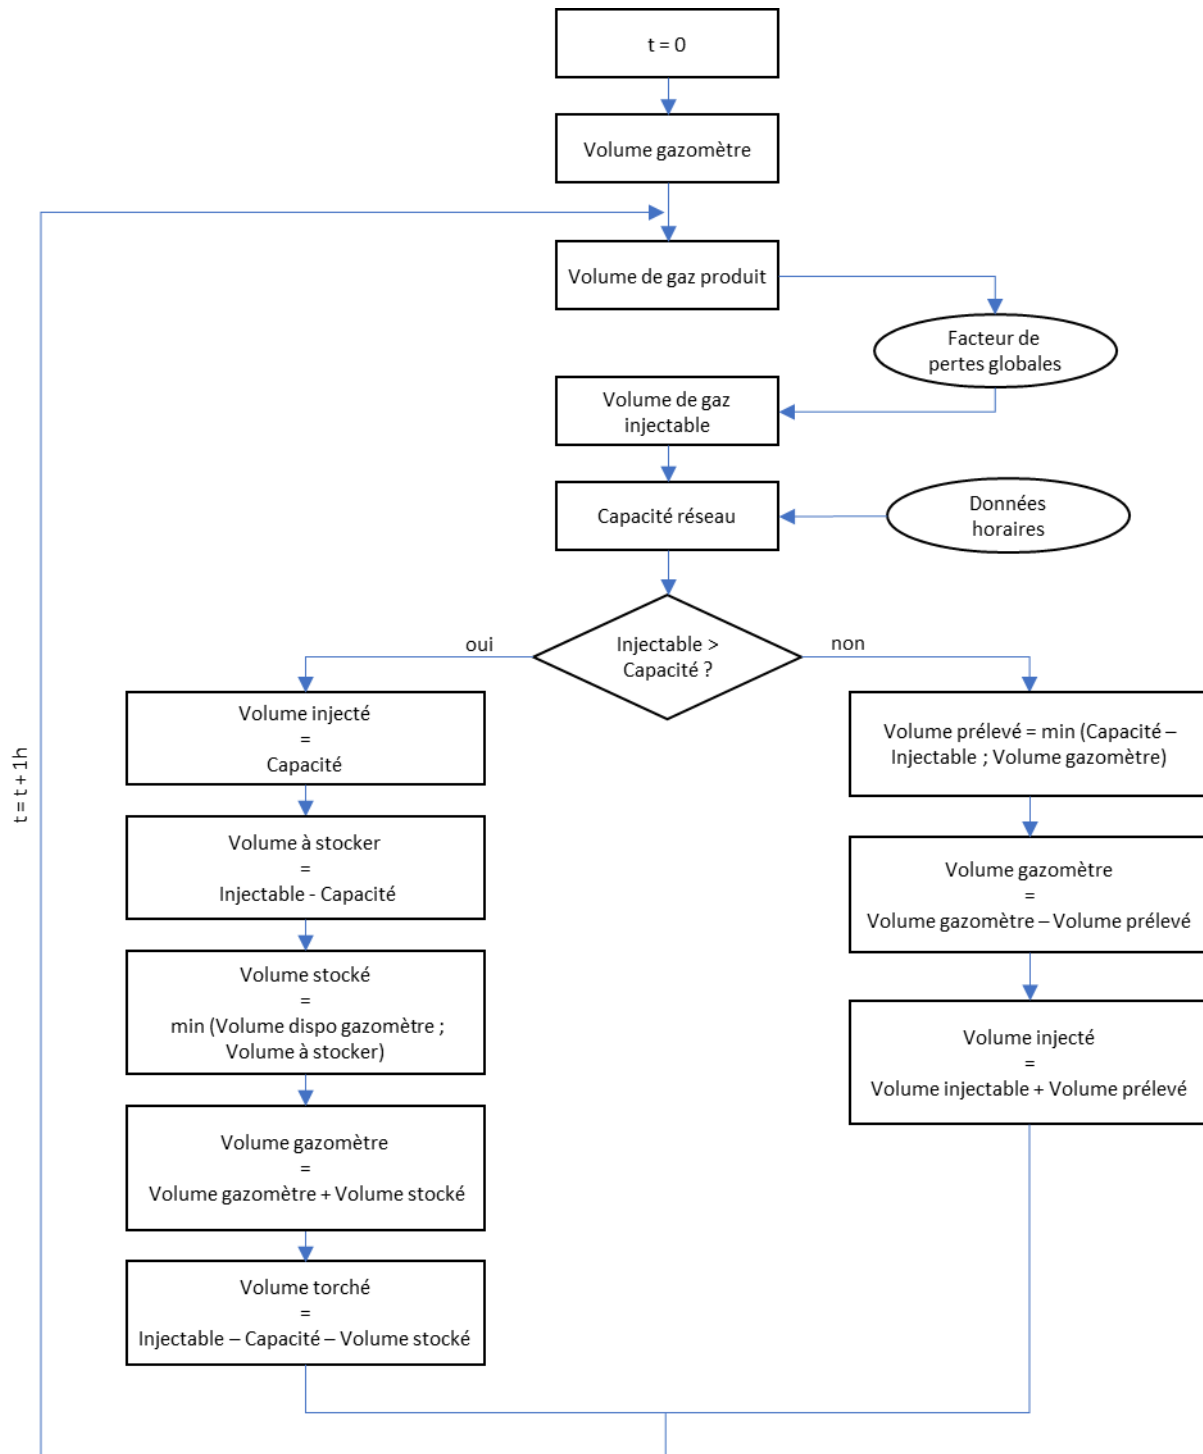 t = 0
Volume gazomètre
Volume de gaz produit
Facteur de
pertes globales
Volume de gaz
injectable
Capacité réseau
Données
horaires
Injectable >
Capacité ?
oui
non
Volume injecté
=
Capacité
Volume à stocker
=
Injectable - Capacité
Volume stocké
=
min (Volume dispo gazomètre ;
Volume à stocker)
Volume gazomètre
=
Volume gazomètre + Volume stocké
Volume torché
=
Injectable – Capacité – Volume stocké
Volume prélevé = min (Capacité –
Injectable ; Volume gazomètre)
Volume gazomètre
=
Volume gazomètre – Volume prélevé
Volume injecté
=
Volume injectable + Volume prélevé
t = t + 1h